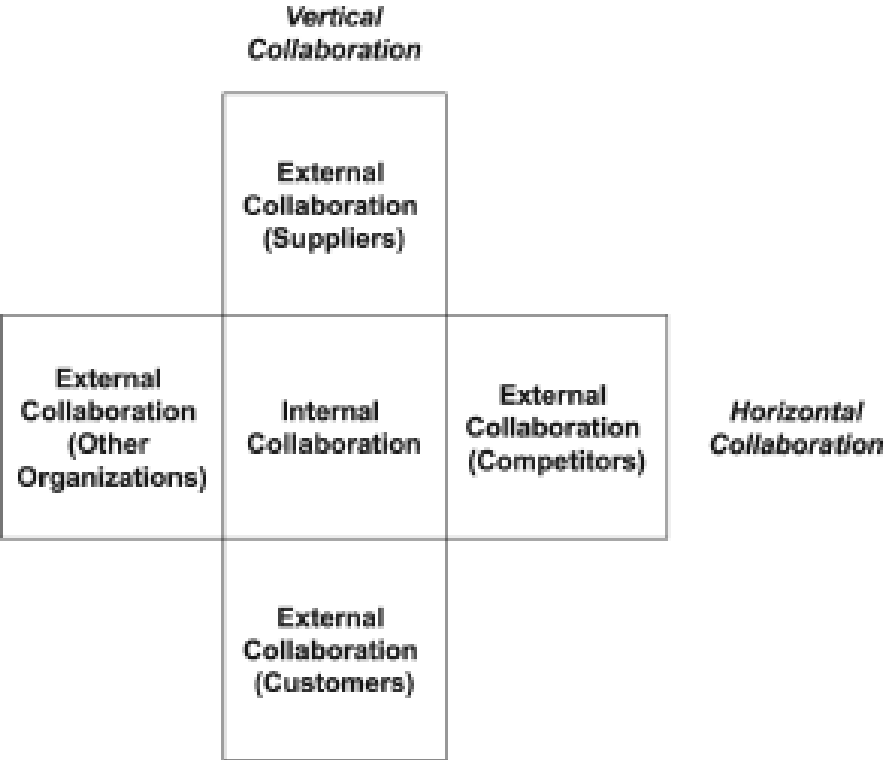 Vertical
Collaboration
External
Collaboration
(Suppliers)
External
Collaboration
(Other
Organizations)
Internal
Collaboration
External
Collaboration
(Competitors)
Horizontal
Collaboration
External
Collaboration
(Customers)